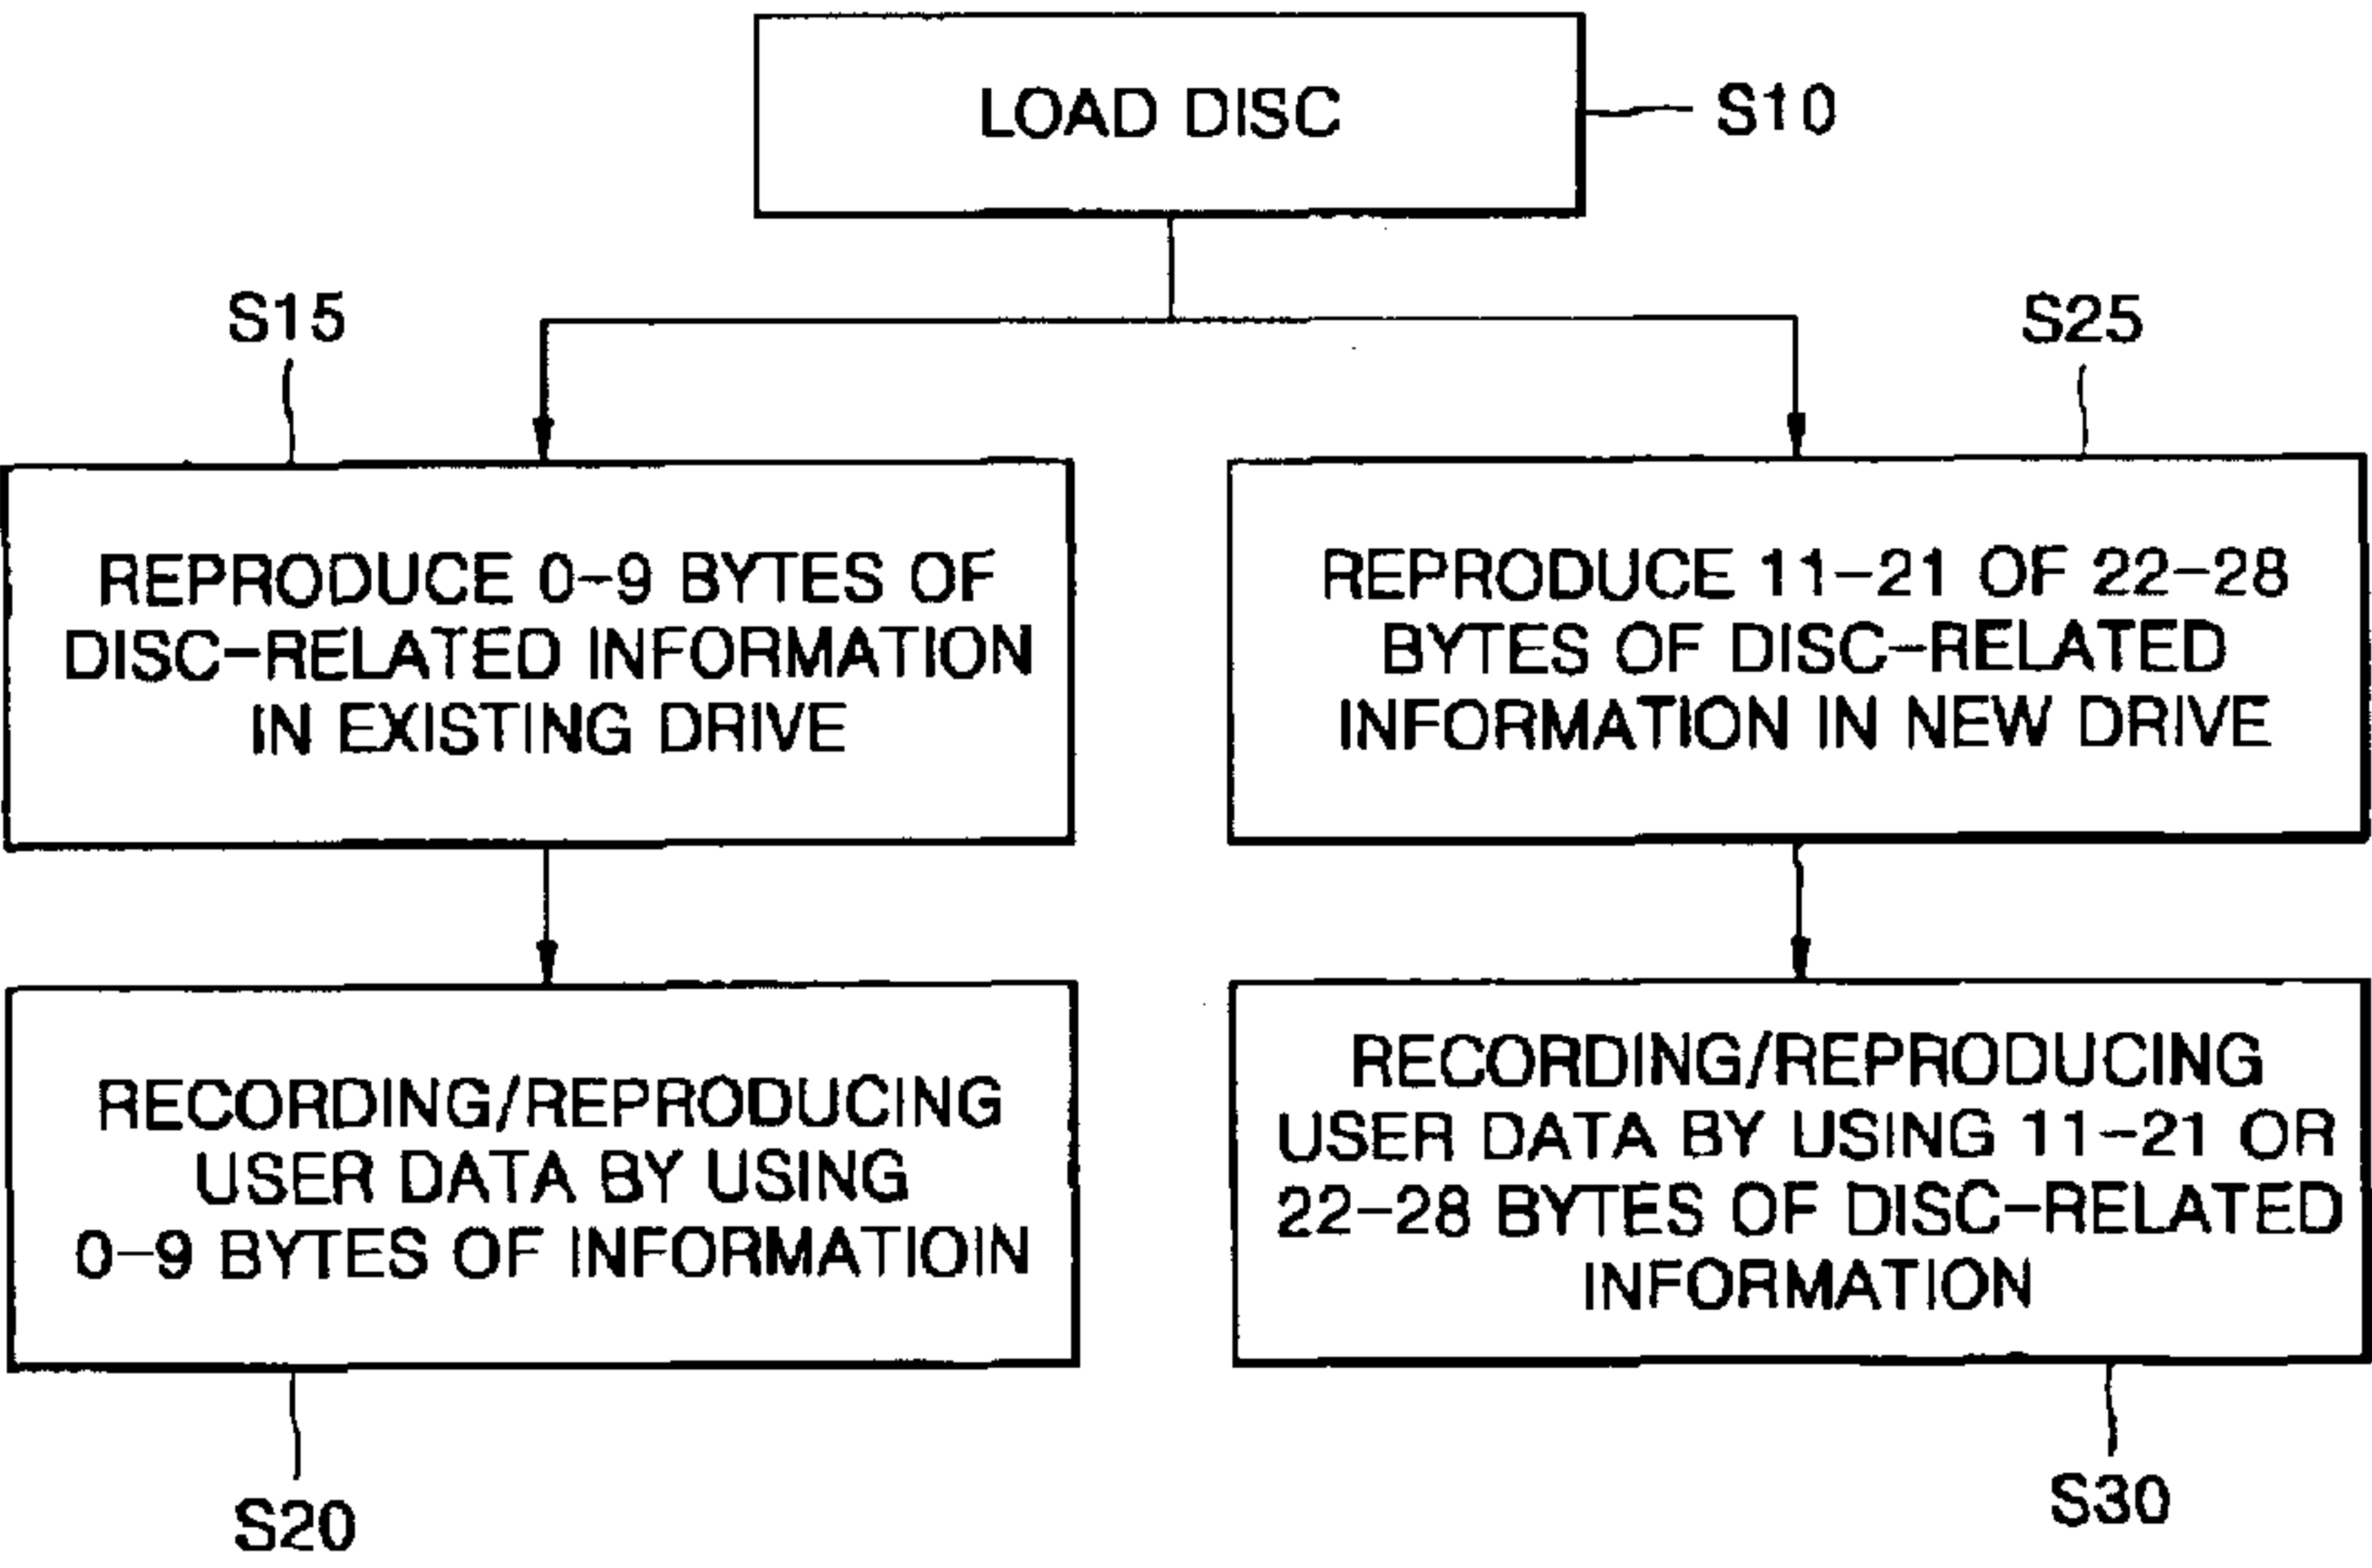 LOAD DISC
S10
S15
S25
REPRODUCE 0-9 BYTES OF
DISC-RELATED INFORMATION
IN EXISTING DRIVE
REPRODUCE 11-21 OF 22-28
BYTES OF DISC-RELATED
INFORMATION IN NEW DRIVE
RECORDING/REPRODUCING
USER DATA BY USING
0-9 BYTES OF INFORMATIOIN
RECORDING/REPRODUCING
USER DATA BY USING 11-21 OR
22-28 BYTES OF DISC-RELATED
INFORMATION
S20
S30